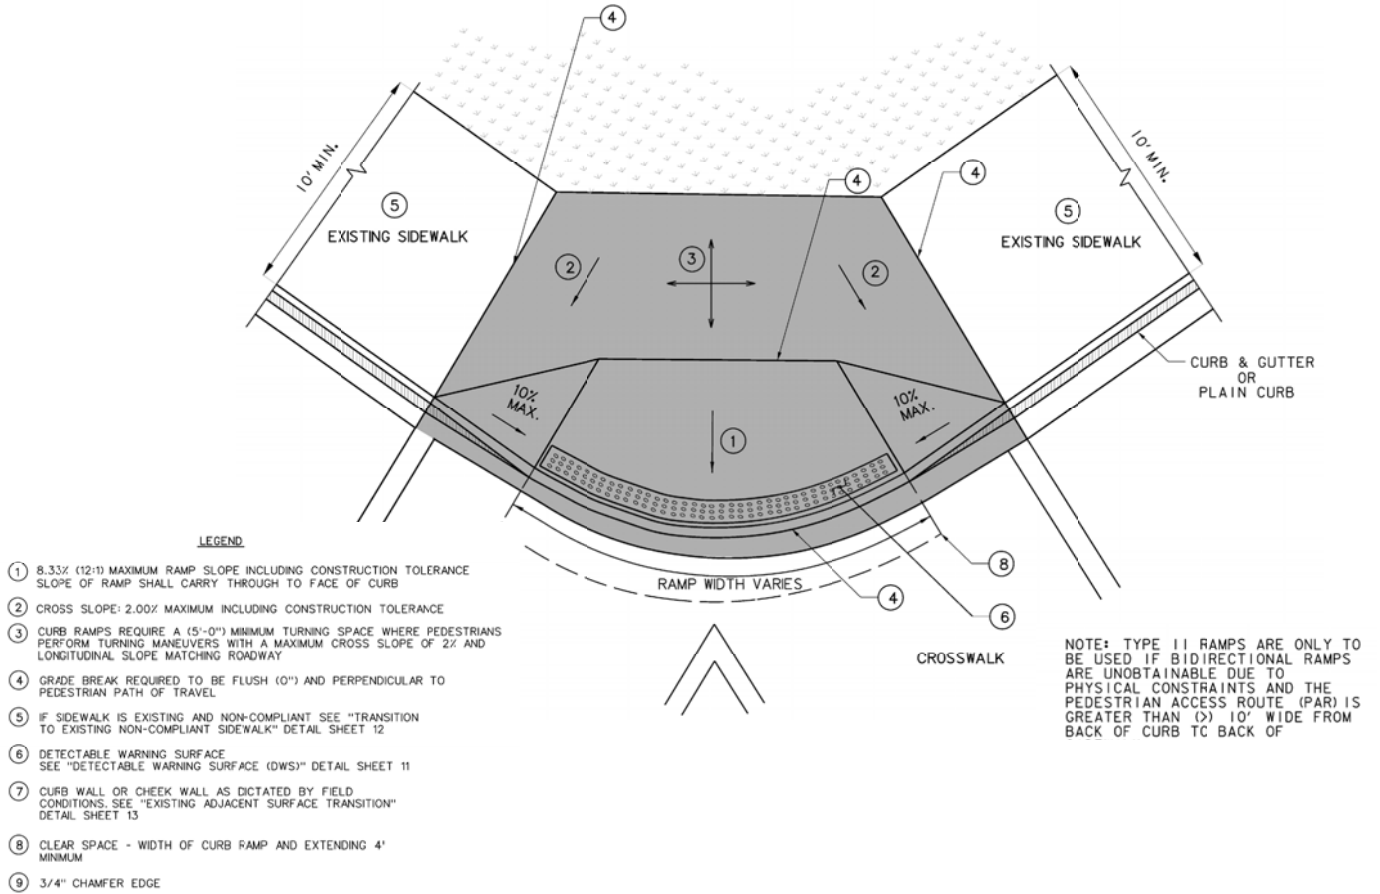 4
10' MIN.
10' MIN.
4
4
5
EXISTING SIDEWALK
5
EXISTING SIDEWALK
2
3
2
CURB & GUTTER
OR
PLAIN CURB
10%
MAX.
10%
MAX.
1
RAMP WIDTH VARIES
8
4
6
CROSSWALK
LEGEND
1 8.33% (12:1) MAXIMUM RAMP SLOPE INCLUDING CONSTRUCTION TOLERANCE
SLOPE OF RAMP SHALL CARRY THROUGH TO FACE OF CURB
2 CROSS SLOPE: 2.00% MAXIMUM INCLUDING CONSTRUCTION TOLERANCE
3 CURB RAMPS REQUIRE A (5'-0") MINIMUM TURNING SPACE WHERE PEDESTRIANS
PERFORM TURNING MANEUVERS WITH A MAXIMUM CROSS SLOPE OF 2% AND
LONGITUDINAL SLOPE MATCHING ROADWAY
4 GRADE BREAK REQUIRED TO BE FLUSH (0") AND PERPENDICULAR TO
PEDESTRIAN PATH OF TRAVEL
5 IF SIDEWALK IS EXISTING AND NON-COMPLIANT SEE "TRANSITION
TO EXISTING NON-COMPLIANT SIDEWALK" DETAIL SHEET 12
6 DETECTABLE WARNING SURFACE
SEE "DETECTABLE WARNING SURFACE (DWS)" DETAIL SHEET 11
7 CURB WALL OR CHEEK WALL AS DICTATED BY FIELD
CONDITIONS. SEE "EXISTING ADJACENT SURFACE TRANSITION"
DETAIL SHEET 13
8 CLEAR SPACE - WIDTH OF CURB RAMP AND EXTENDING 4'
MINIMUM
9 3/4" CHAMFER EDGE
NOTE: TYPE II RAMPS ARE ONLY TO
BE USED IF BIDIRECTIONAL RAMPS
ARE UNOBTAINABLE DUE TO
PHYSICAL CONSTRAINTS AND THE
PEDESTRIAN ACCESS ROUTE (PAR) IS
GREATER THAN (>) 10' WIDE FROM
BACK OF CURB TO BACK OF